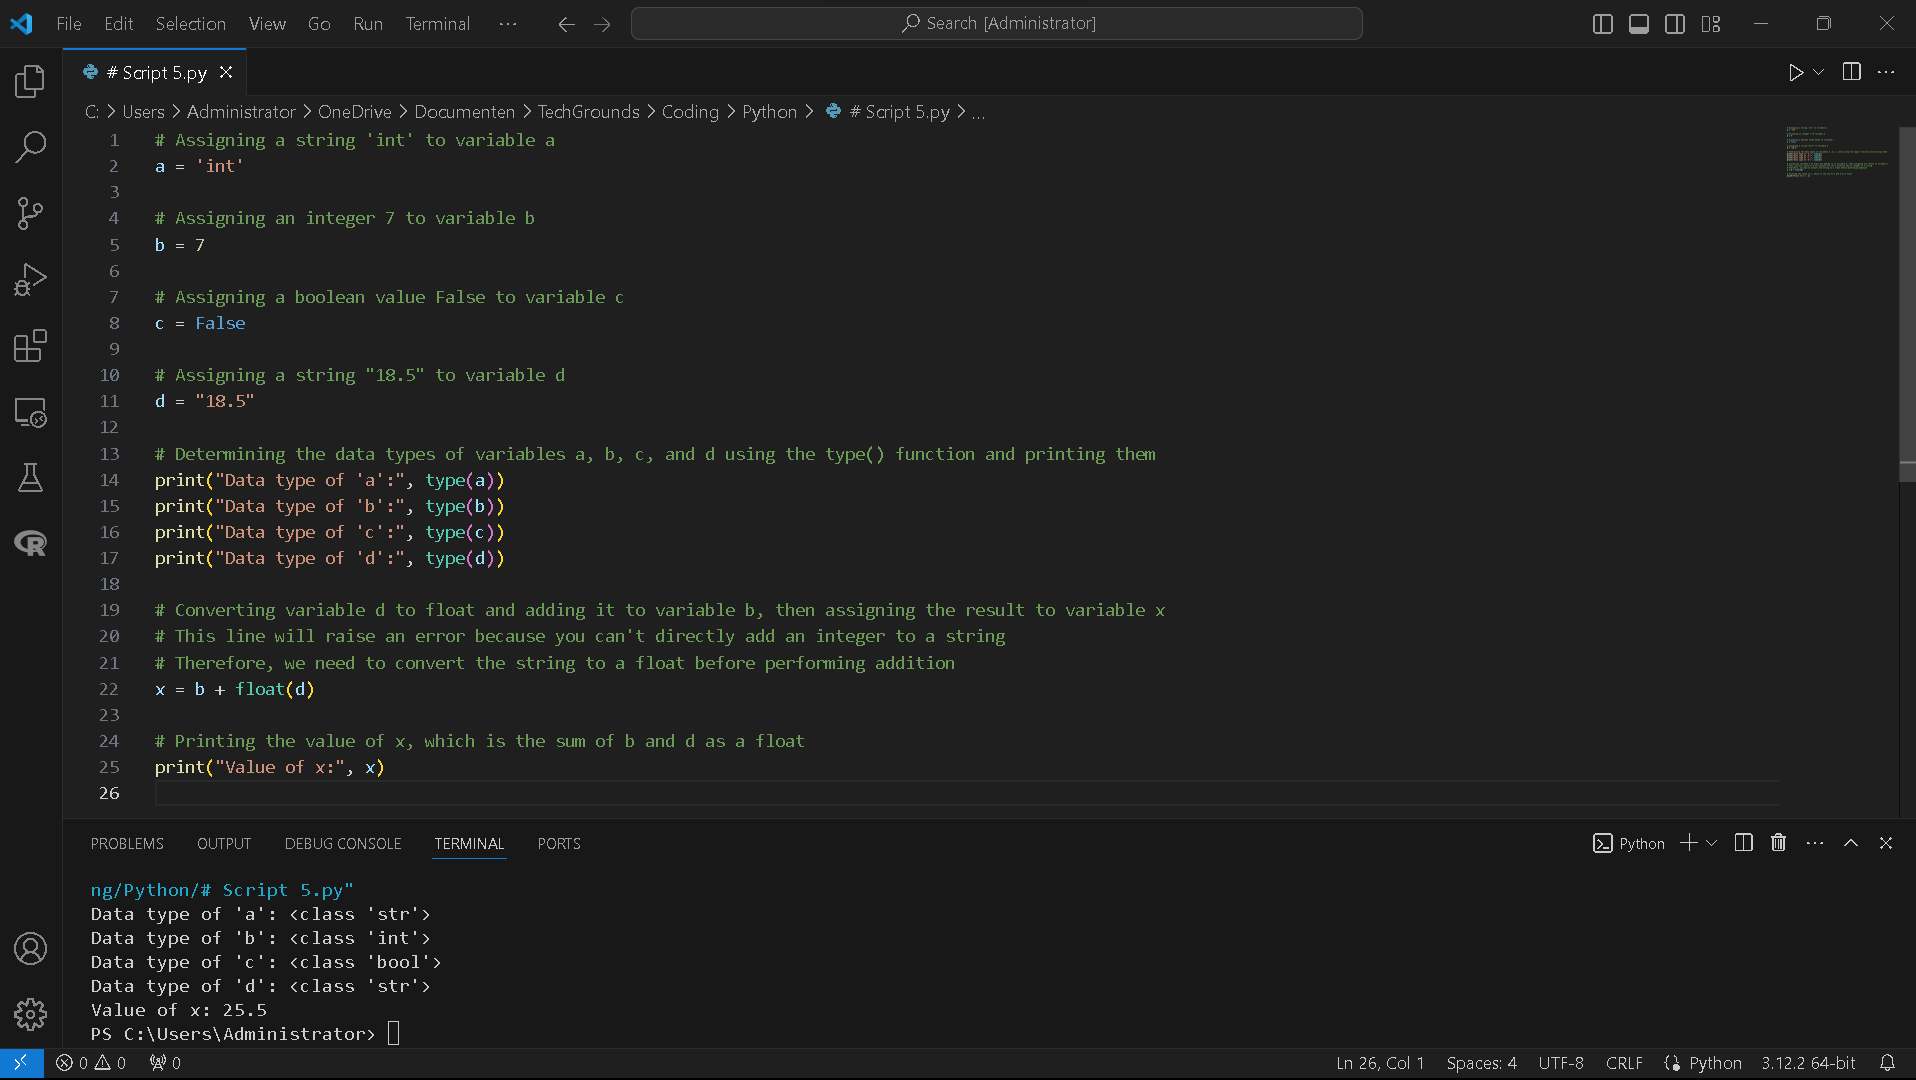 File Edit Selection View Go Run Terminal ··· Search [Administrator]
# Script 5.py
C: > Users > Administrator > OneDrive > Documenten > TechGrounds > Coding > Python > # Script 5.py > ...
1 # Assigning a string 'int' to variable a
2 a = 'int'
3
4 # Assigning an integer 7 to variable b
5 b = 7
6
7 # Assigning a boolean value False to variable c
8 c = False
9
10 # Assigning a string "18.5" to variable d
11 d = "18.5"
12
13 # Determining the data types of variables a, b, c, and d using the type() function and printing them
14 print("Data type of 'a':", type(a))
15 print("Data type of 'b':", type(b))
16 print("Data type of 'c':", type(c))
17 print("Data type of 'd':", type(d))
18
19 # Converting variable d to float and adding it to variable b, then assigning the result to variable x
20 # This line will raise an error because you can't directly add an integer to a string
21 # Therefore, we need to convert the string to a float before performing addition
22 x = b + float(d)
23
24 # Printing the value of x, which is the sum of b and d as a float
25 print("Value of x:", x)
26
PROBLEMS OUTPUT DEBUG CONSOLE TERMINAL PORTS Python
ng/Python/# Script 5.py"
Data type of 'a': <class 'str'>
Data type of 'b': <class 'int'>
Data type of 'c': <class 'bool'>
Data type of 'd': <class 'str'>
Value of x: 25.5
PS C:\Users\Administrator>
0 0 0 Ln 26, Col 1 Spaces: 4 UTF-8 CRLF Python 3.12.2 64-bit